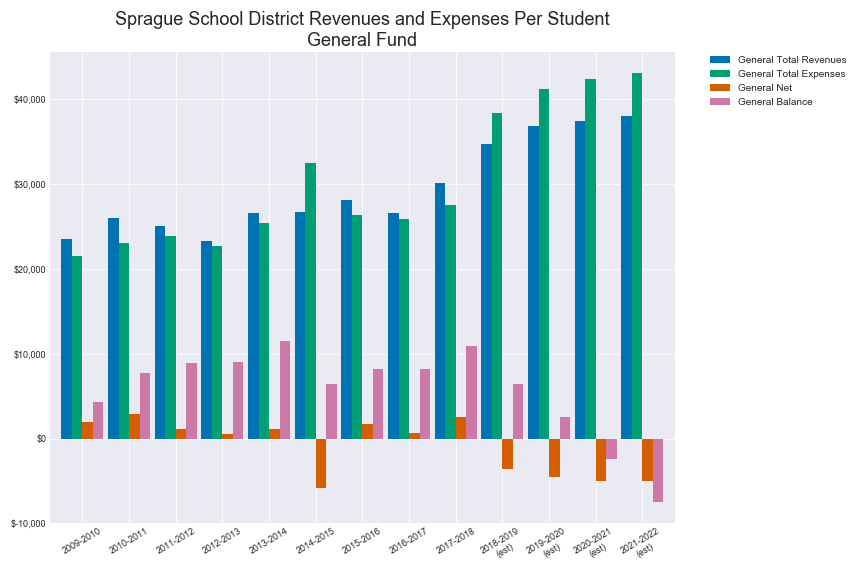 Sprague School District Revenues and Expenses Per Student
General Fund
General Total Revenues
General Total Expenses
General Net
General Balance
$40,000
$30,000
$20,000
$10,000
$0
$-10,000
2009-2010
2010-2011
2011-2012
2012-2013
2013-2014
2014-2015
2015-2016
2016-2017
2017-2018
2018-2019
(est)
2019-2020
(est)
2020-2021
(est)
2021-2022
(est)